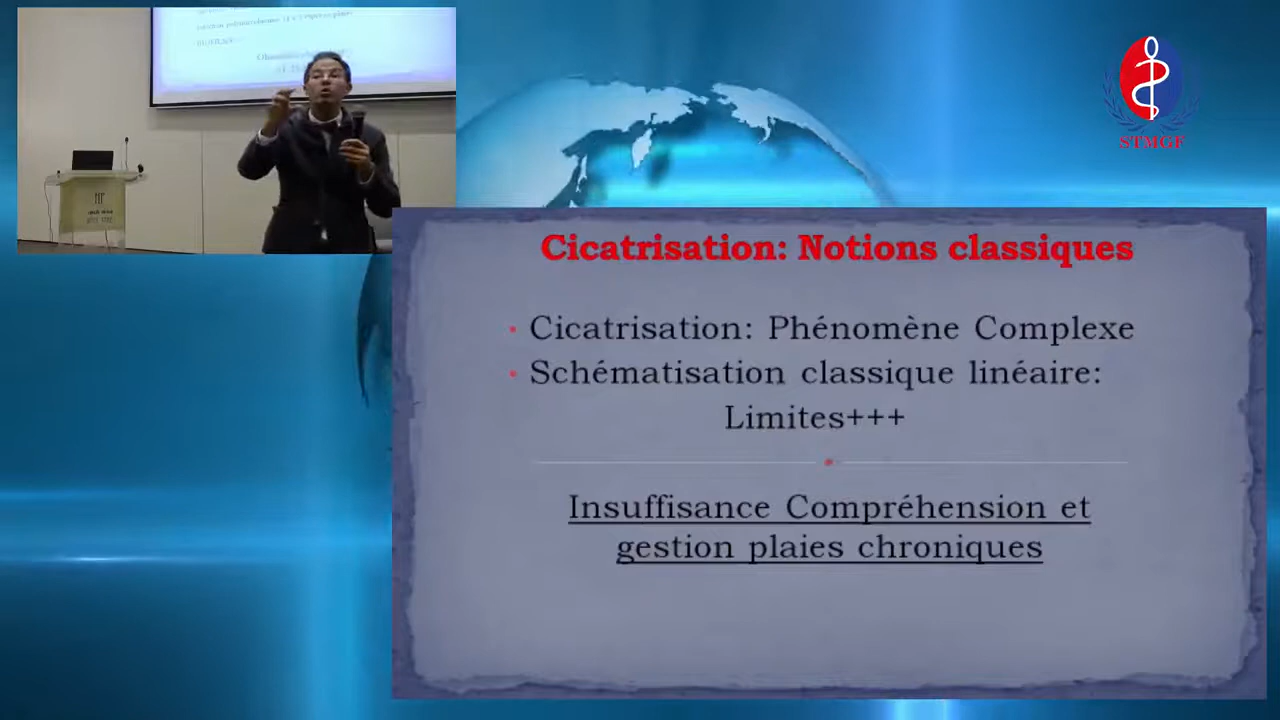 STMGF
Cicatrisation: Notions classiques
• Cicatrisation: Phénomène Complexe
• Schématisation classique linéaire:
Limites+++
Insuffisance Compréhension et
gestion plaies chroniques